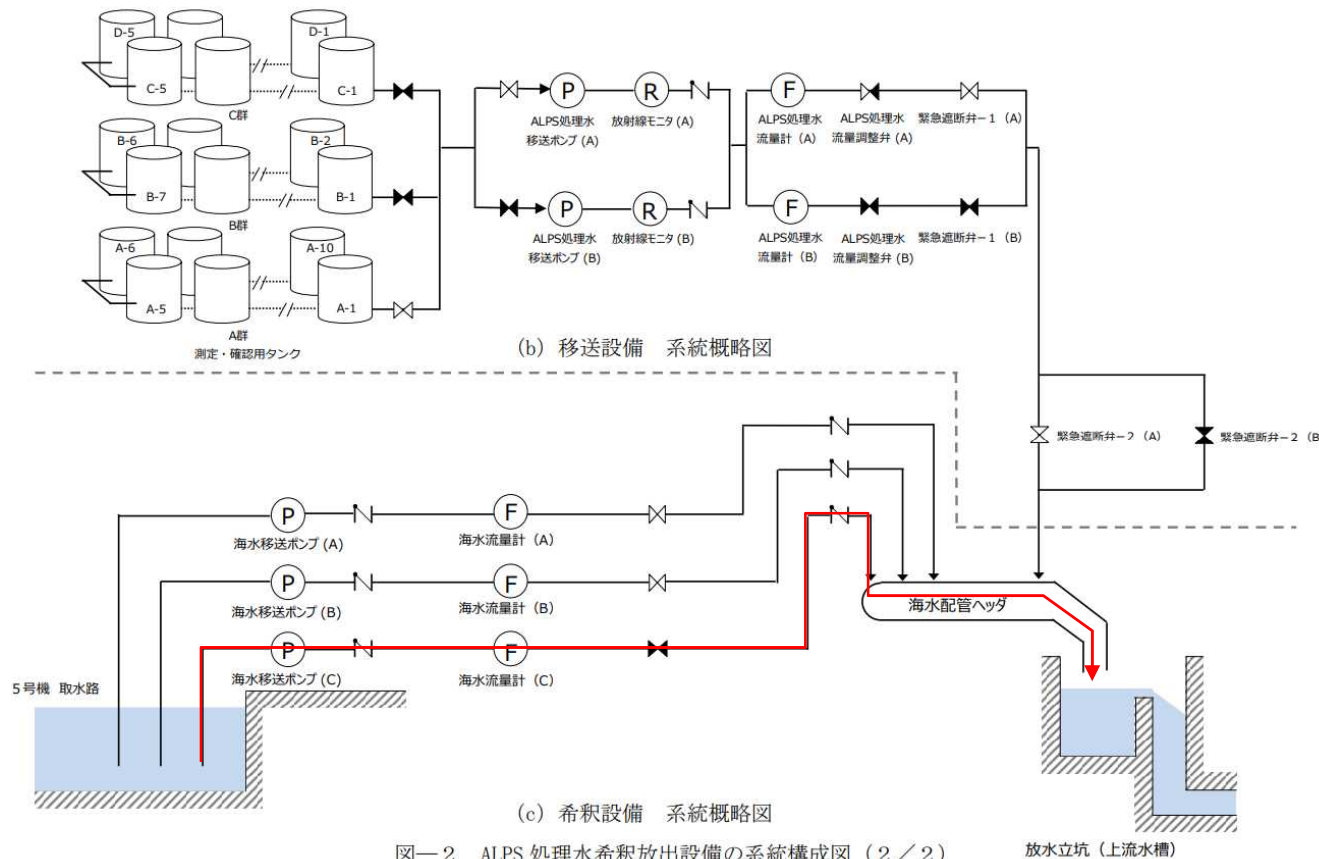 D-5
D-1
C-5
C-1
C群
B-6
B-2
B-7
B-1
B群
A-6
A-10
A-5
A-1
A群
測定・確認用タンク
P
R
F
ALPS処理水
移送ポンプ(A)
放射線モニタ(A)
ALPS処理水
流量計 (A)
ALPS処理水
流量調整弁(A)
緊急遮断弁－1 (A)
P
R
F
ALPS処理水
移送ポンプ(B)
放射線モニタ(B)
ALPS処理水
流量計 (B)
ALPS処理水
流量調整弁(B)
緊急遮断弁－1 (B)
(b) 移送設備　系統概略図
緊急遮断弁－2 (A)
緊急遮断弁－2 (B
P
F
海水移送ポンプ(A)
海水流量計 (A)
P
F
海水移送ポンプ(B)
海水流量計 (B)
海水配管ヘッダ
P
F
海水移送ポンプ(C)
海水流量計 (C)
5号機 取水路
(c) 希釈設備　系統概略図
図－２　ALPS 処理水希釈放出設備の系統構成図（２／２）
放水立坑（上流水槽）